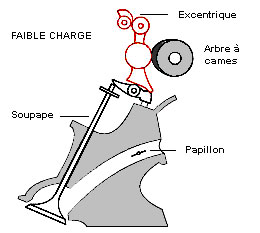 Excentrique
FAIBLE CHARGE
Arbre à
cames
Soupape
Papillon